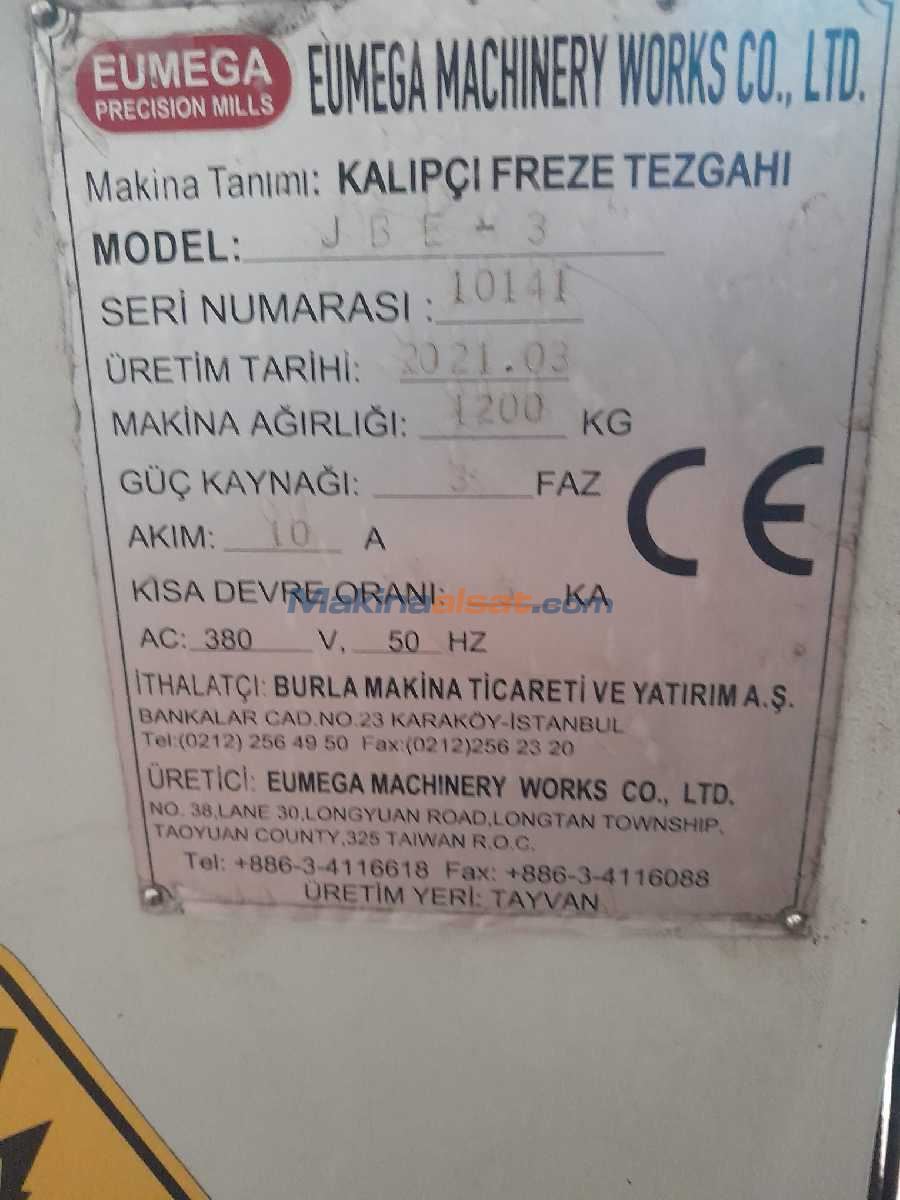 EUMEGA
PRECISION MILLS
EUMEGA MACHINERY WORKS CO., LTD.
Makina Tanımı: KALIPÇI FREZE TEZGAHI
MODEL: JBE-3
SERİ NUMARASI : 10141
ÜRETİM TARİHİ: 2021.03
MAKİNA AĞIRLIĞI: 1200 KG
GÜÇ KAYNAĞI: 3 FAZ
AKIM: 10 A
KISA DEVRE ORANI: KA
Makinaalsat.com
AC: 380 V, 50 HZ
CE
İTHALATÇI: BURLA MAKİNA TİCARETİ VE YATIRIM A.Ş.
BANKALAR CAD.NO.23 KARAKÖY-İSTANBUL
Tel:(0212) 256 49 50 Fax:(0212)256 23 20
ÜRETİCİ: EUMEGA MACHINERY WORKS CO., LTD.
NO. 38,LANE 30,LONGYUAN ROAD,LONGTAN TOWNSHIP,
TAOYUAN COUNTY,325 TAIWAN R.O.C.
Tel: +886-3-4116618 Fax: +886-3-4116088
ÜRETİM YERİ: TAYVAN